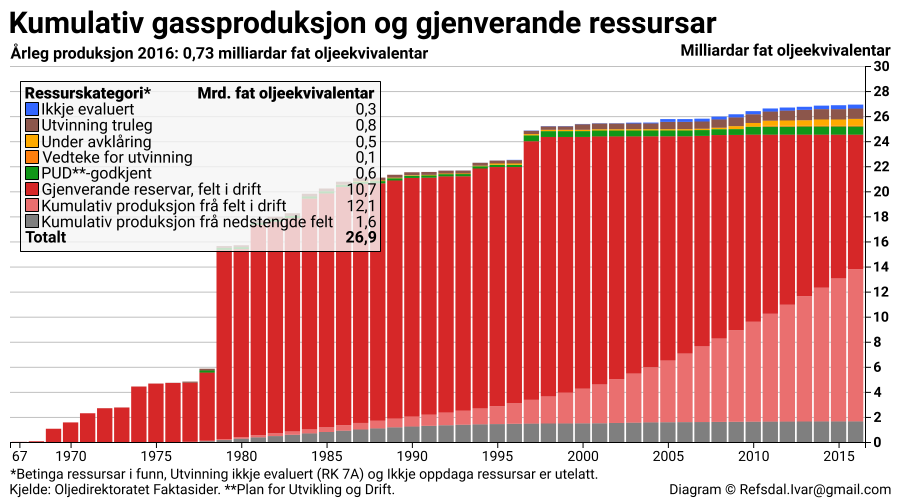 Kumulativ gassproduksjon og gjenverande ressursar
Årleg produksjon 2016: 0,73 milliardar fat oljeekvivalentar
Milliardar fat oljeekvivalentar
Ressurskategori* Mrd. fat oljeekvivalentar
Ikkje evaluert 0,3
Utvinning truleg 0,8
Under avklåring 0,5
Vedteke for utvinning 0,1
PUD**-godkjent 0,6
Gjenverande reservar, felt i drift 10,7
Kumulativ produksjon frå felt i drift 12,1
Kumulativ produksjon frå nedstengde felt 1,6
Totalt 26,9
30
28
26
24
22
20
18
16
14
12
10
8
6
4
2
0
67 1970 1975 1980 1985 1990 1995 2000 2005 2010 2015
*Betinga ressursar i funn, Utvinning ikkje evaluert (RK 7A) og Ikkje oppdaga ressursar er utelatt.
Kjelde: Oljedirektoratet Faktasider. **Plan for Utvikling og Drift.
Diagram © Refsdal.Ivar@gmail.com